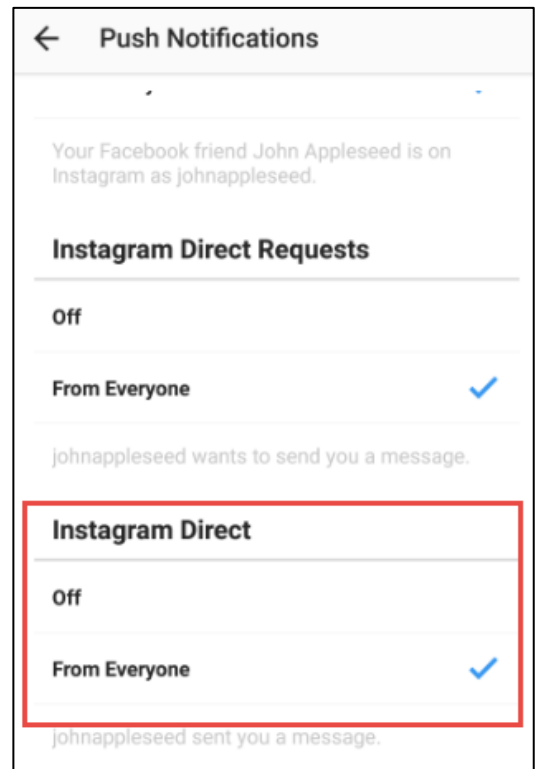 Push Notifications
Your Facebook friend John Appleseed is on
Instagram as johnappleseed.
Instagram Direct Requests
Off
From Everyone
johnappleseed wants to send you a message.
Instagram Direct
Off
From Everyone
johnappleseed sent you a message.